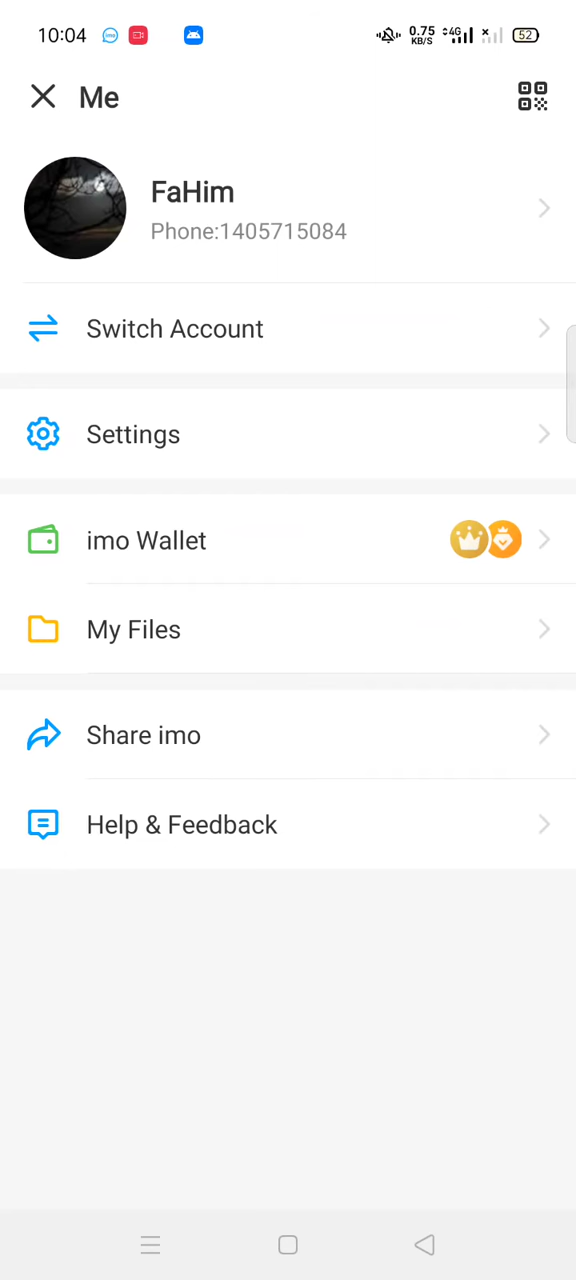 10:04 imo 0.75 KB/S 4G 52
Me
FaHim
Phone:1405715084
Switch Account
Settings
imo Wallet
My Files
Share imo
Help & Feedback